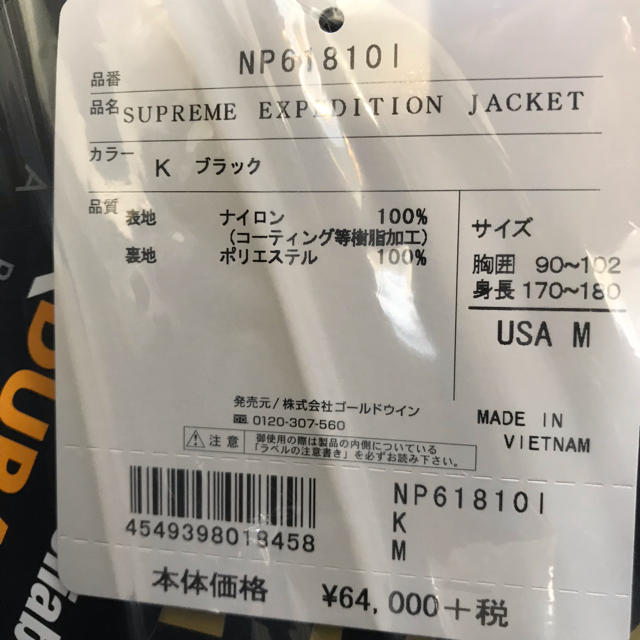 品番 NP61810I
品名 SUPREME EXPEDITION JACKET
カラー K ブラック
品質 表地 ナイロン 100%
(コーティング等樹脂加工)
裏地 ポリエステル 100%
サイズ
胸囲 90~102
身長 170~180
USA M
発売元/株式会社ゴールドウイン
0120-307-560
注意 御使用の際は製品の内側についている
「ラベルの注意書き」を必ずお読み下さい。
MADE IN
VIETNAM
4549398018458
NP61810I
K
M
本体価格 ¥64,000+税